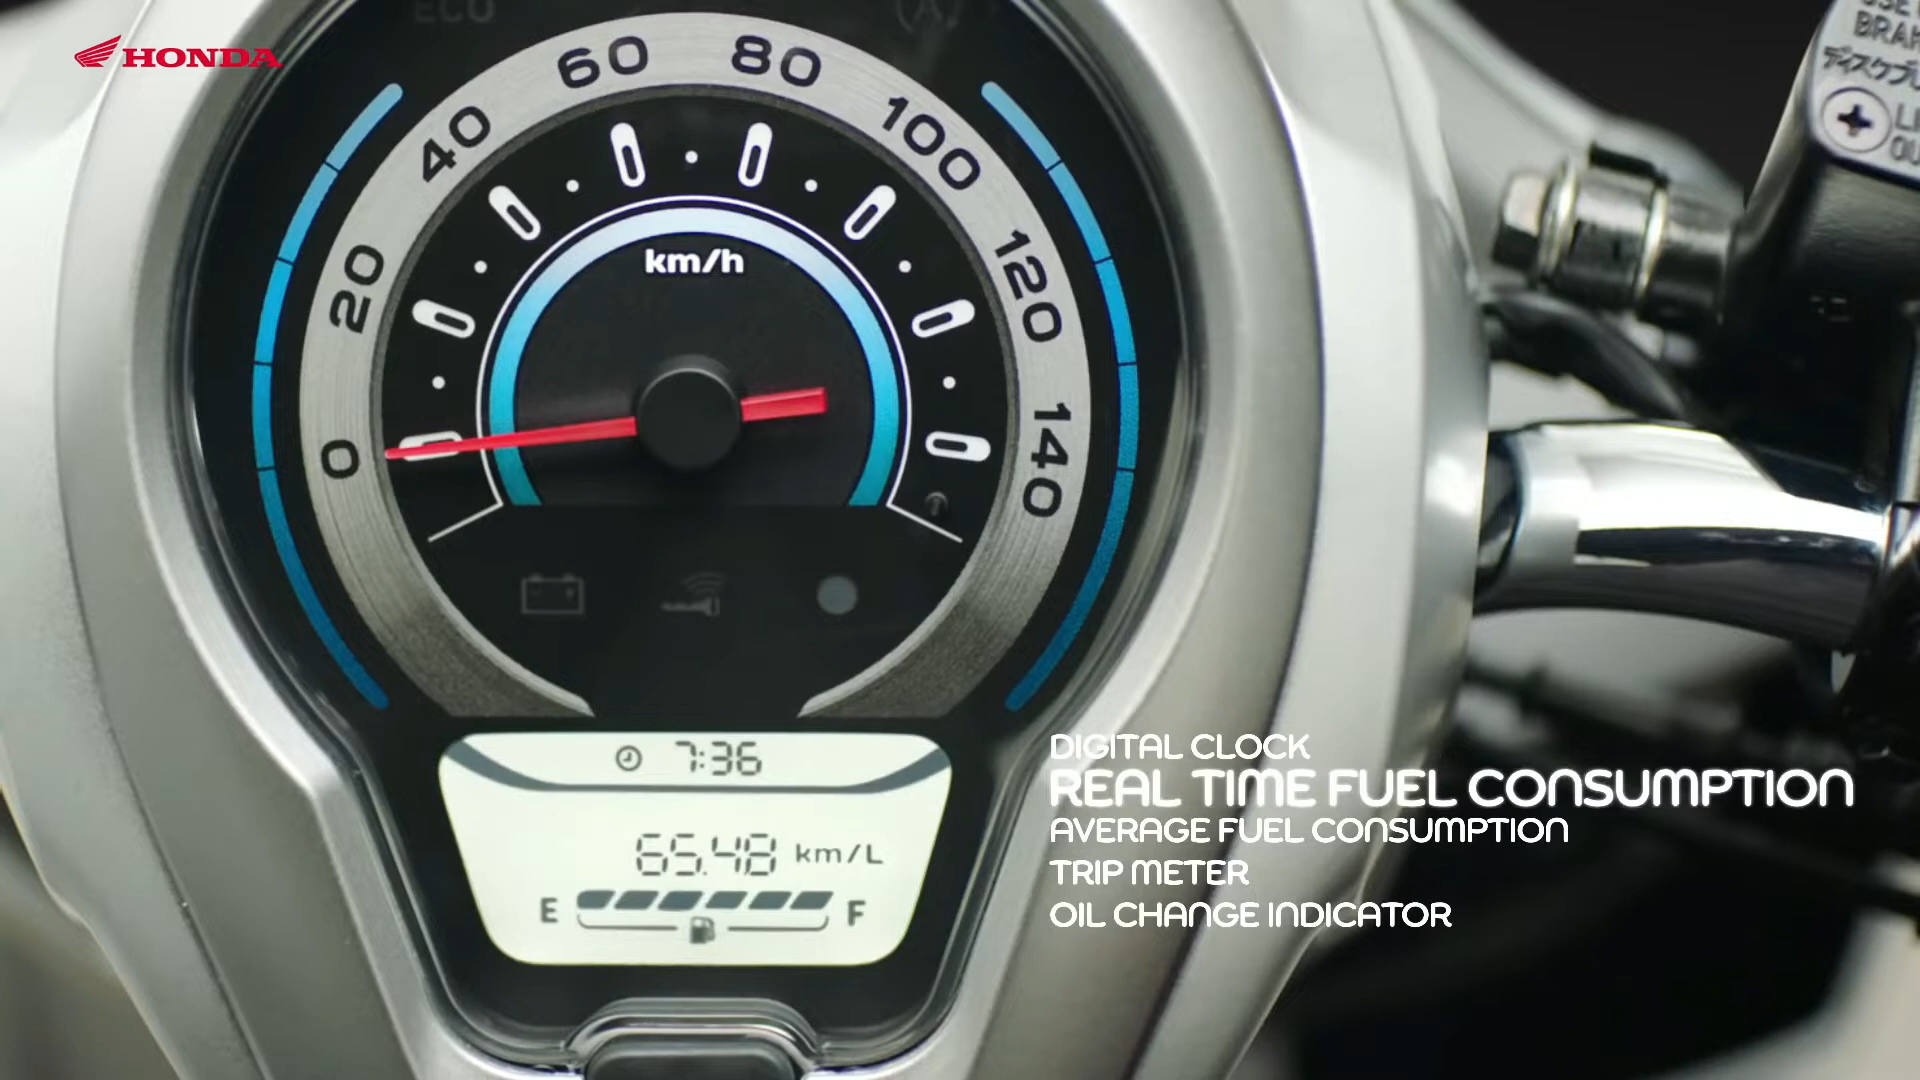 ECO
HONDA
60
80
40
100
20
120
km/h
0
140
7:36
65.48 km/L
E F
DIGITAL CLOCK
REAL TIME FUEL CONSUMPTION
AVERAGE FUEL CONSUMPTION
TRIP METER
OIL CHANGE INDICATOR